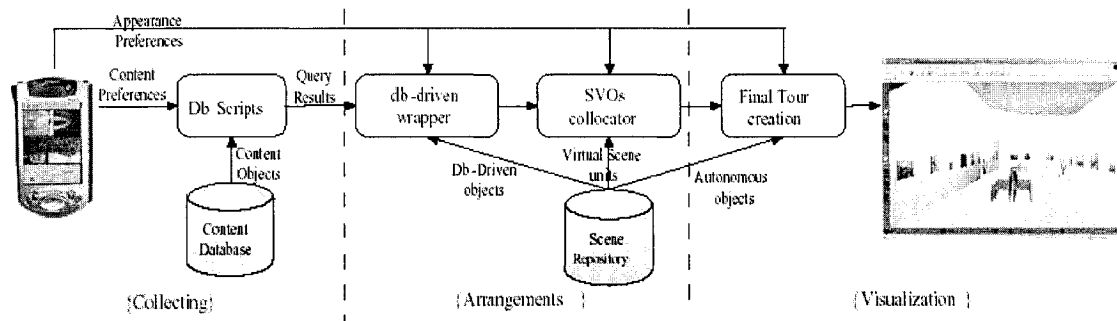 Appearance
Preferences
Content
Preferences
Db Scripts
Query
Results
db-driven
wrapper
SVOs
collocator
Final Tour
creation
Content
Objects
Db-Driven
objects
Virtual Scene
units
Autonomous
objects
Content
Database
Scene
Repository
{Collecting}
{Arrangements }
{Visualization }